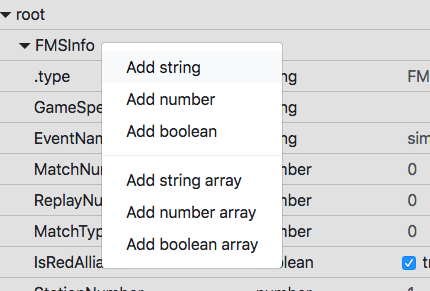 root
FMSInfo
.type ng FM
GameSpe ng
EventNam ng sim
MatchNum mber 0
ReplayNu mber 0
MatchTyp mber 0
IsRedAllia olean t
StationNumber number 1
Add string
Add number
Add boolean
Add string array
Add number array
Add boolean array